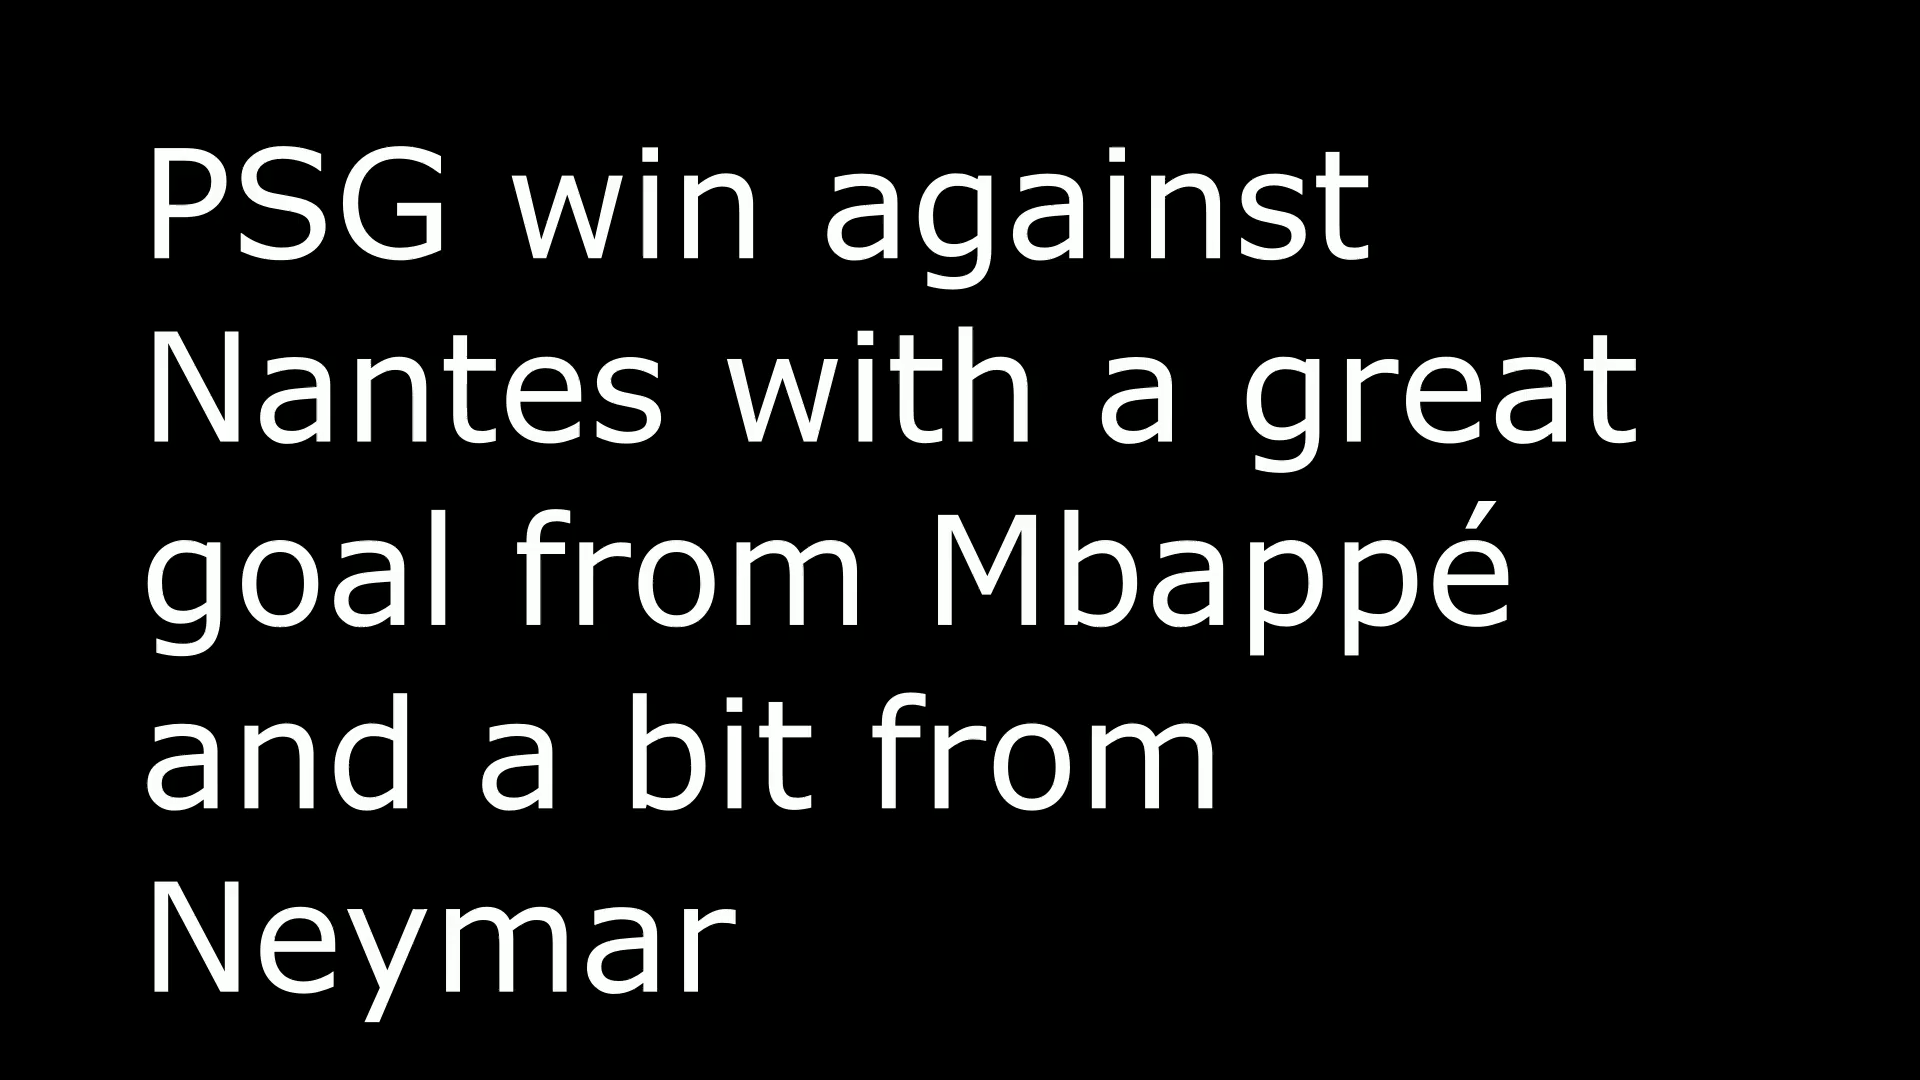 PSG win against
Nantes with a great
goal from Mbappé
and a bit from
Neymar